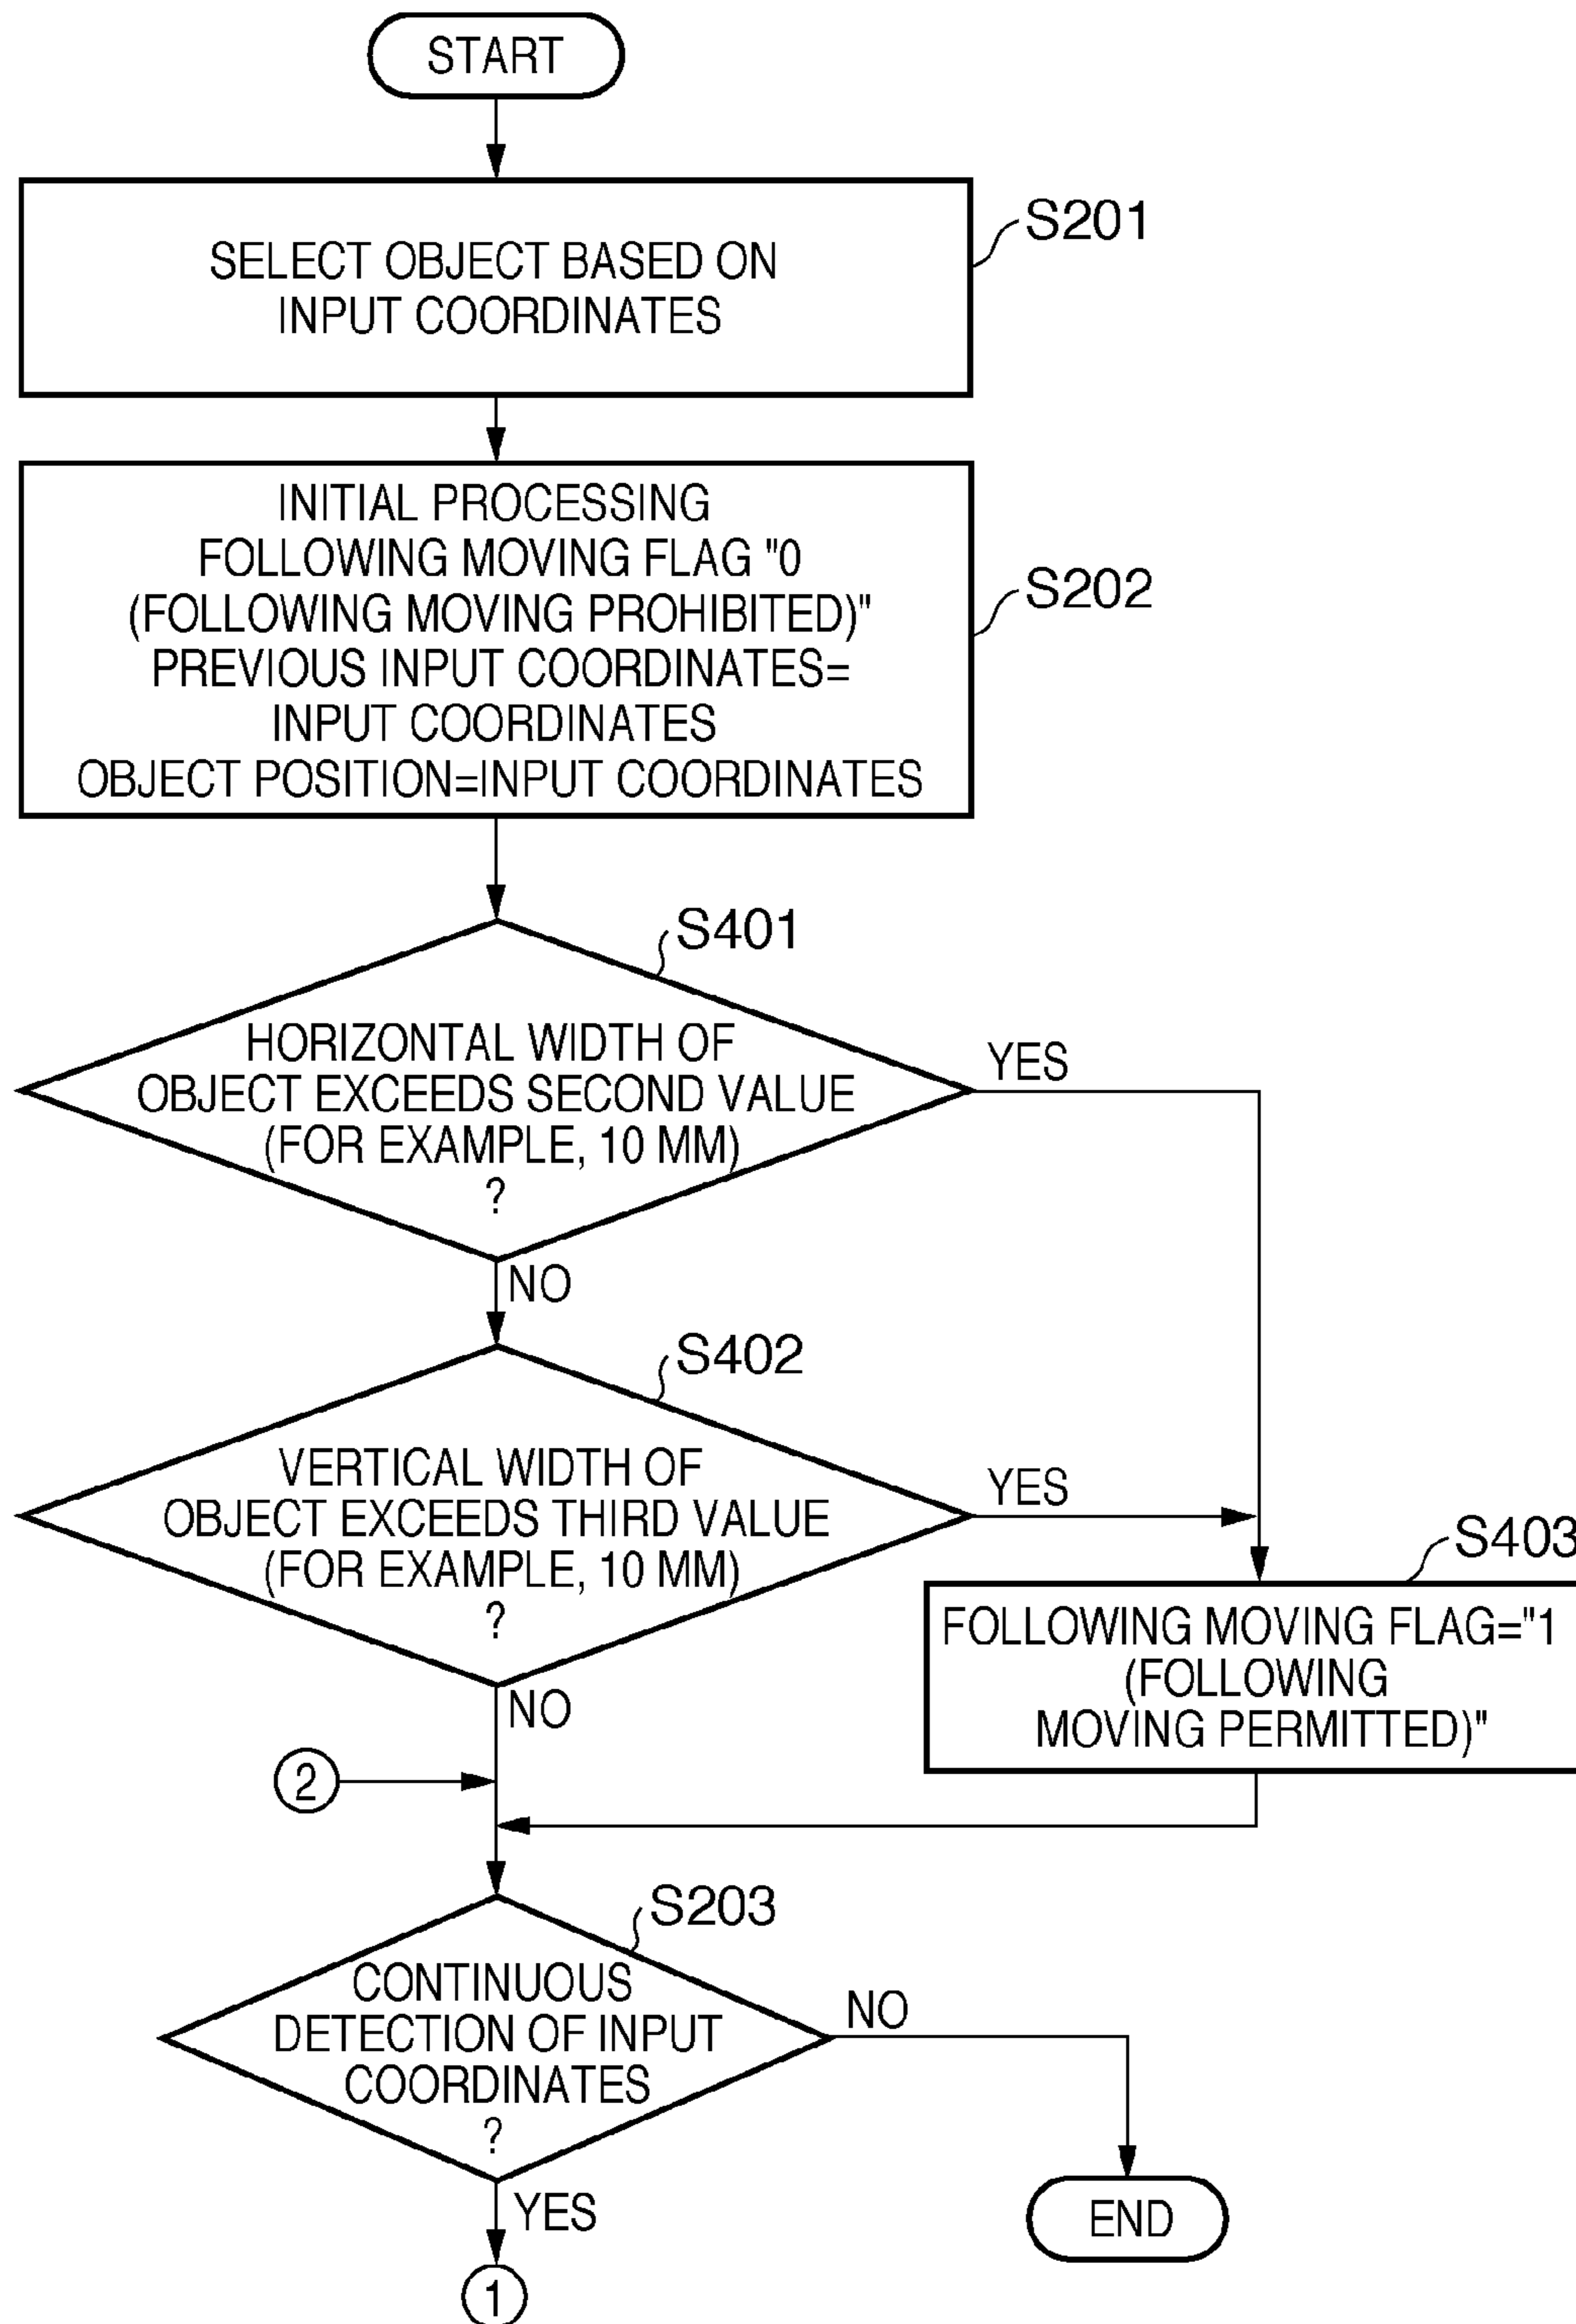 START
SELECT OBJECT BASED ON
INPUT COORDINATES
S201
INITIAL PROCESSING
FOLLOWING MOVING FLAG "0
(FOLLOWING MOVING PROHIBITED)"
PREVIOUS INPUT COORDINATES=
INPUT COORDINATES
OBJECT POSITION=INPUT COORDINATES
S202
S401
HORIZONTAL WIDTH OF
OBJECT EXCEEDS SECOND VALUE
(FOR EXAMPLE, 10 MM)
?
YES
NO
S402
VERTICAL WIDTH OF
OBJECT EXCEEDS THIRD VALUE
(FOR EXAMPLE, 10 MM)
?
YES
S403
FOLLOWING MOVING FLAG="1
(FOLLOWING
MOVING PERMITTED)"
NO
2
S203
CONTINUOUS
DETECTION OF INPUT
COORDINATES
?
NO
YES
END
1